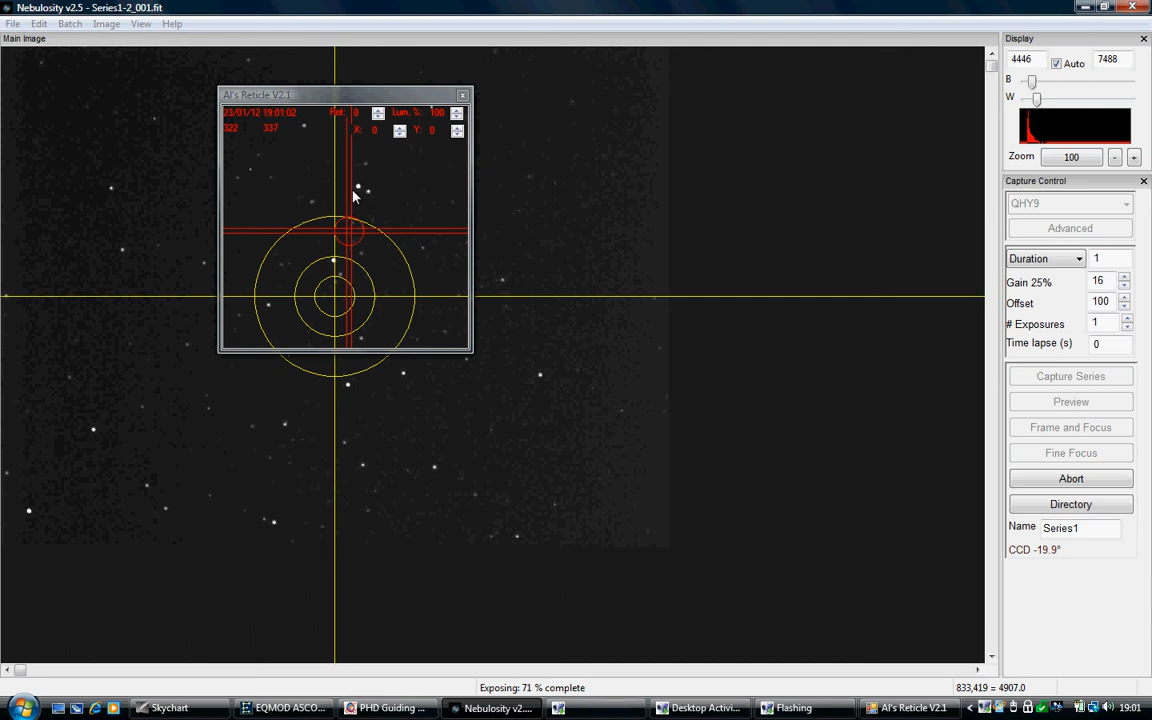 Nebulosity v2.5 - Series1-2_001.fit
File Edit Batch Image View Help
Main Image
Al's Reticle V2.1
23/01/12 19:01:02 Rot: 0 Lum, %: 100
322 337 X: 0 Y: 0
Display
4446 Auto 7488
B
W
Zoom 100 - +
Capture Control
QHY9
Advanced
Duration 1
Gain 25% 16
Offset 100
# Exposures 1
Time lapse (s) 0
Capture Series
Preview
Frame and Focus
Fine Focus
Abort
Directory
Name Series1
CCD -19.9°
Exposing: 71 % complete 833,419 = 4907.0
Skychart EQMOD ASCO... PHD Guiding ... Nebulosity v2.... Desktop Activi... Flashing Al's Reticle V2.1 19:01